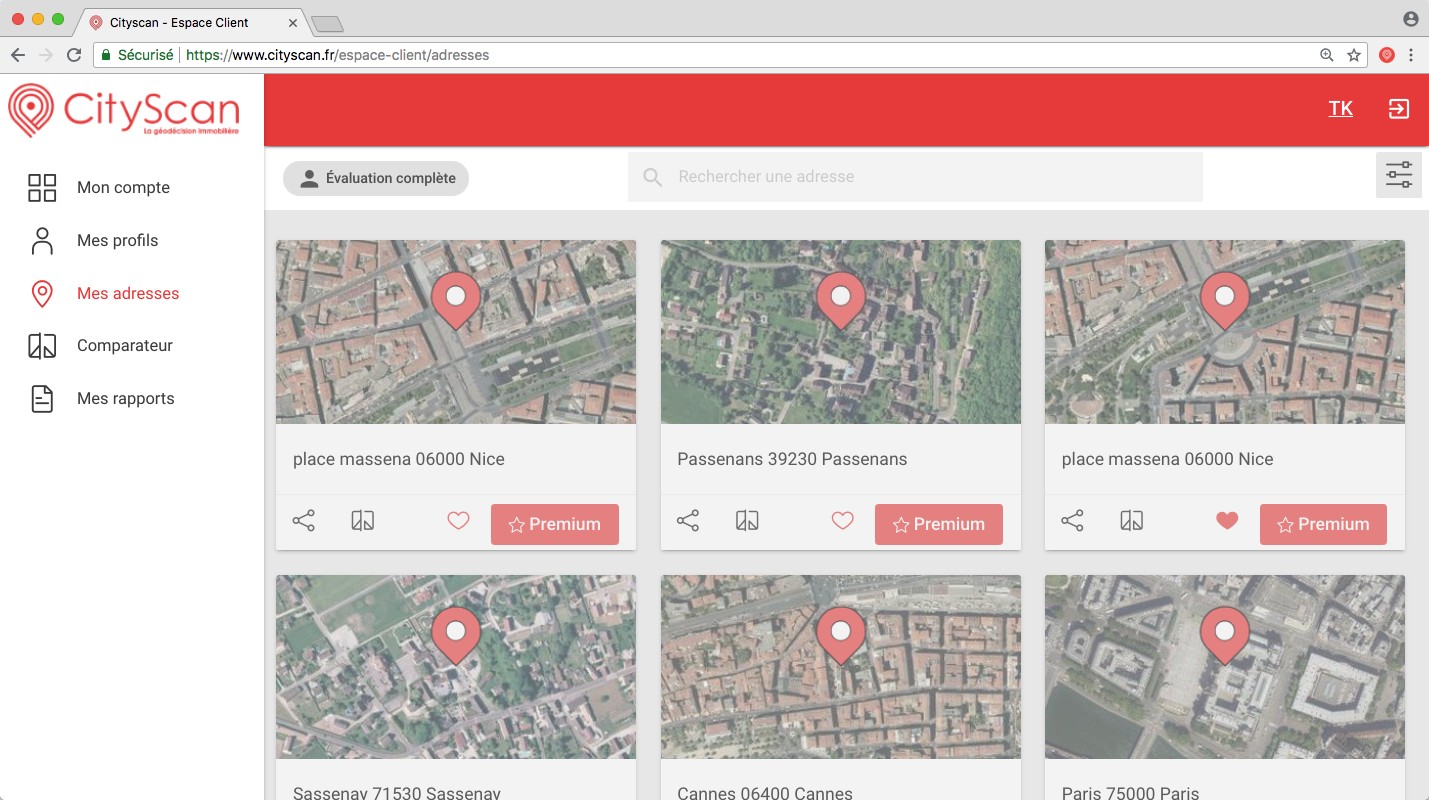 Cityscan - Espace Client
Sécurisé
https://www.cityscan.fr/espace-client/adresses
CityScan
La géodécision immobilière
TK
Mon compte
Mes profils
Mes adresses
Comparateur
Mes rapports
Évaluation complète
Rechercher une adresse
place massena 06000 Nice
Premium
Passenans 39230 Passenans
Premium
place massena 06000 Nice
Premium
Sassenay 71530 Sassenay
Cannes 06400 Cannes
Paris 75000 Paris